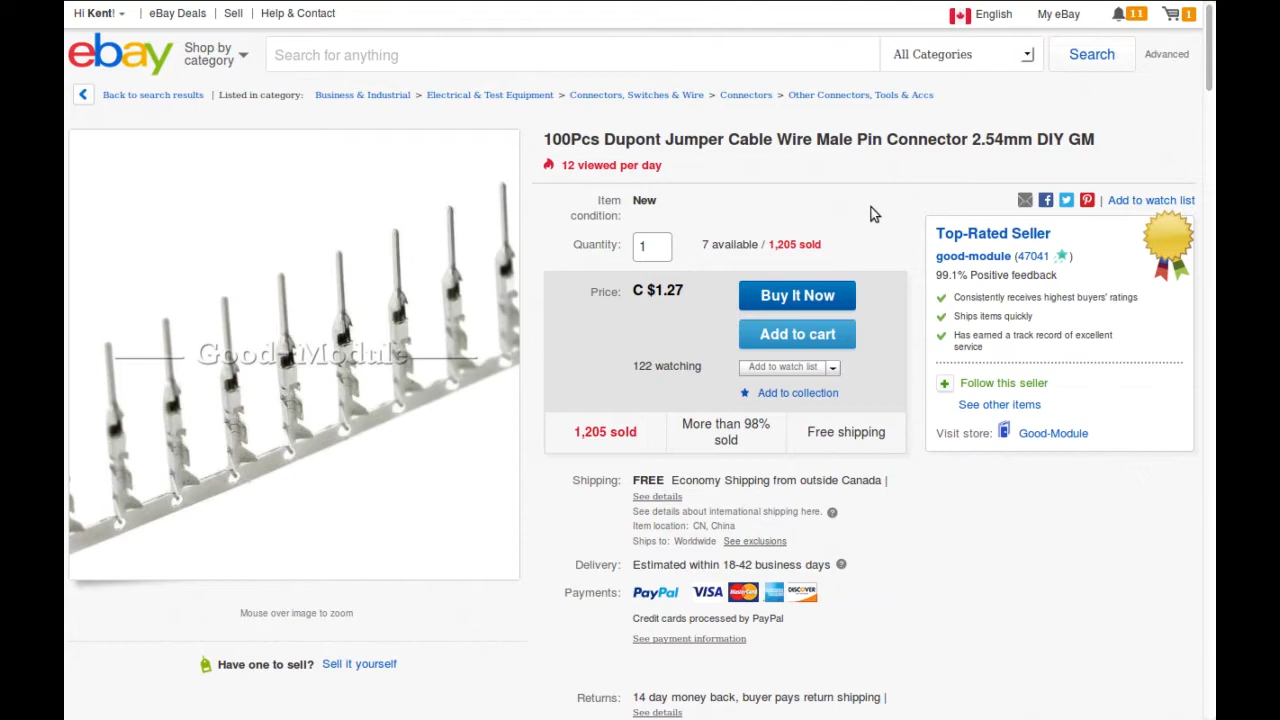 Hi Kent! | eBay Deals | Sell | Help & Contact
English My eBay 11 1
ebay Shop by category Search for anything All Categories Search Advanced
Back to search results | Listed in category: Business & Industrial > Electrical & Test Equipment > Connectors, Switches & Wire > Connectors > Other Connectors, Tools & Accs
100Pcs Dupont Jumper Cable Wire Male Pin Connector 2.54mm DIY GM
12 viewed per day
Item condition: New
| Add to watch list
Quantity: 1 7 available / 1,205 sold
Price: C $1.27
Buy It Now
Add to cart
122 watching Add to watch list
Add to collection
1,205 sold More than 98% sold Free shipping
Top-Rated Seller
good-module (47041 )
99.1% Positive feedback
Consistently receives highest buyers' ratings
Ships items quickly
Has earned a track record of excellent
service
Follow this seller
See other items
Visit store: Good-Module
Good-Module
Shipping: FREE Economy Shipping from outside Canada |
See details
See details about international shipping here.
Item location: CN, China
Ships to: Worldwide See exclusions
Delivery: Estimated within 18-42 business days
Payments: PayPal VISA MasterCard DISCOVER
Credit cards processed by PayPal
See payment information
Returns: 14 day money back, buyer pays return shipping |
See details
Mouse over image to zoom
Have one to sell? Sell it yourself